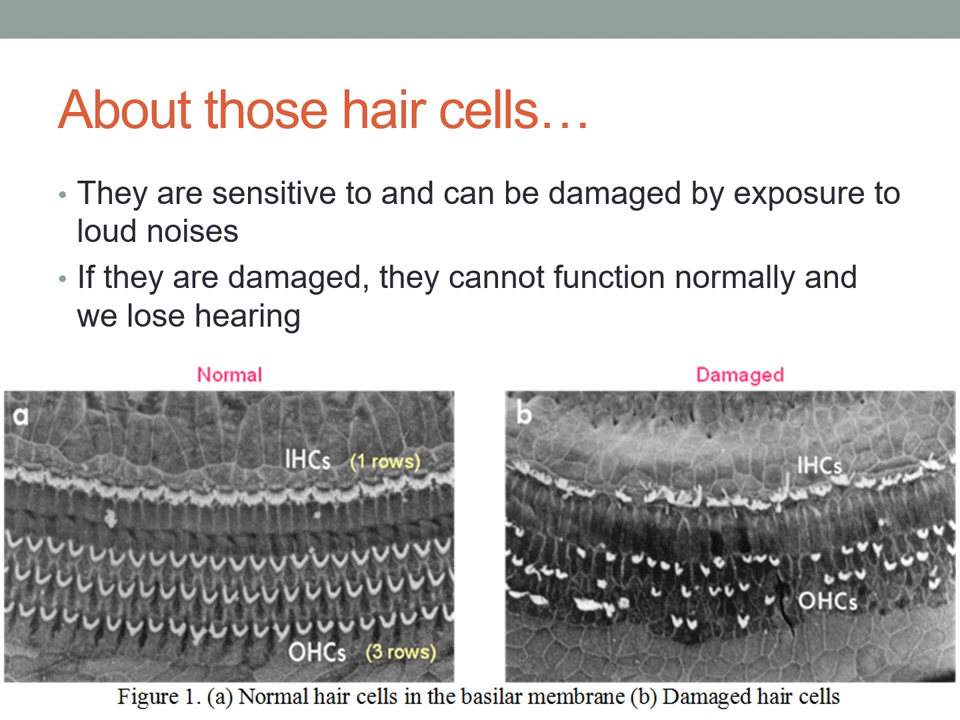 About those hair cells…
• They are sensitive to and can be damaged by exposure to
loud noises
• If they are damaged, they cannot function normally and
we lose hearing
Normal
Damaged
a
IHCs (1 rows)
OHCs (3 rows)
b
IHCs
OHCs
Figure 1. (a) Normal hair cells in the basilar membrane (b) Damaged hair cells